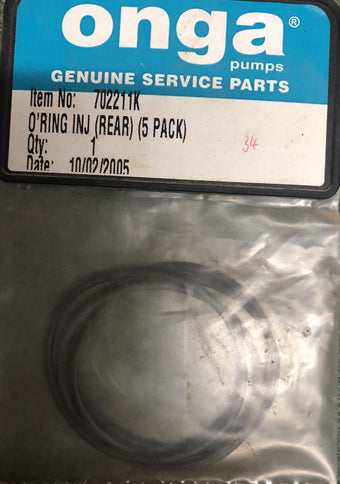 onga®
pumps
GENUINE SERVICE PARTS
Item No: 702211K
O'RING INJ (REAR) (5 PACK)
Qty: 1
34
Date: 10/02/2005